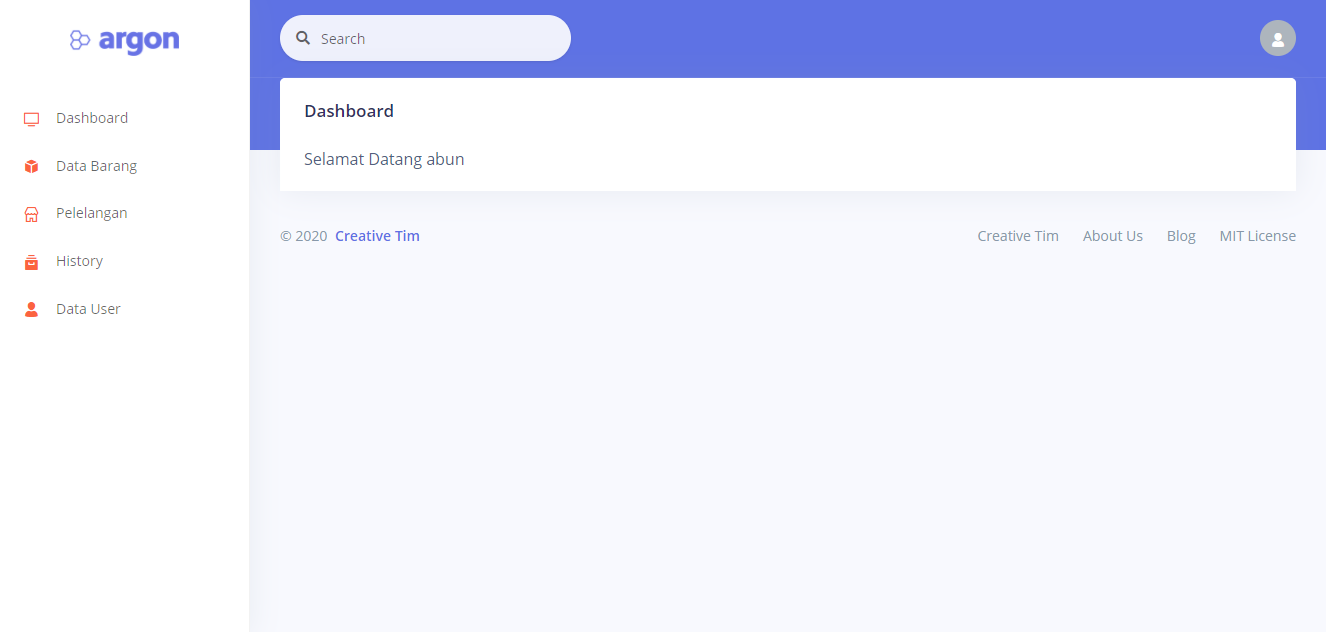 argon
Search
Dashboard
Data Barang
Pelelangan
History
Data User
Dashboard
Selamat Datang abun
© 2020 Creative Tim
Creative Tim About Us Blog MIT License